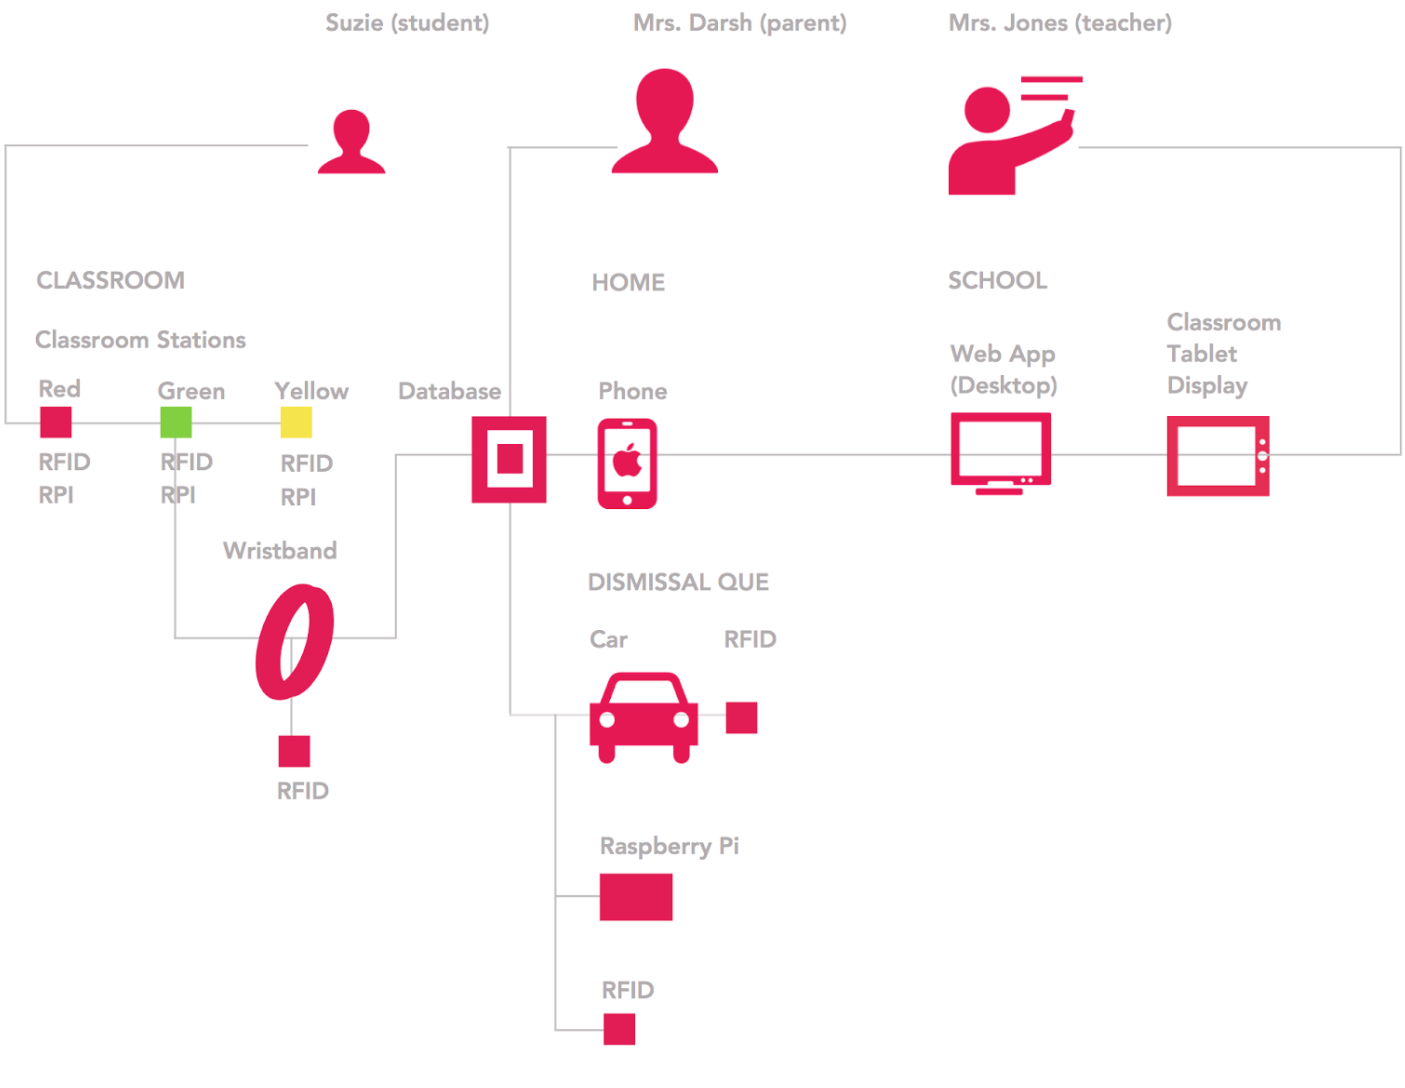 Suzie (student)
Mrs. Darsh (parent)
Mrs. Jones (teacher)
CLASSROOM
HOME
SCHOOL
Classroom Stations
Classroom
Tablet
Display
Web App
(Desktop)
Red
Green
Yellow
Database
Phone
RFID
RPI
RFID
RPI
RFID
RPI
Wristband
RFID
DISMISSAL QUE
Car
RFID
Raspberry Pi
RFID